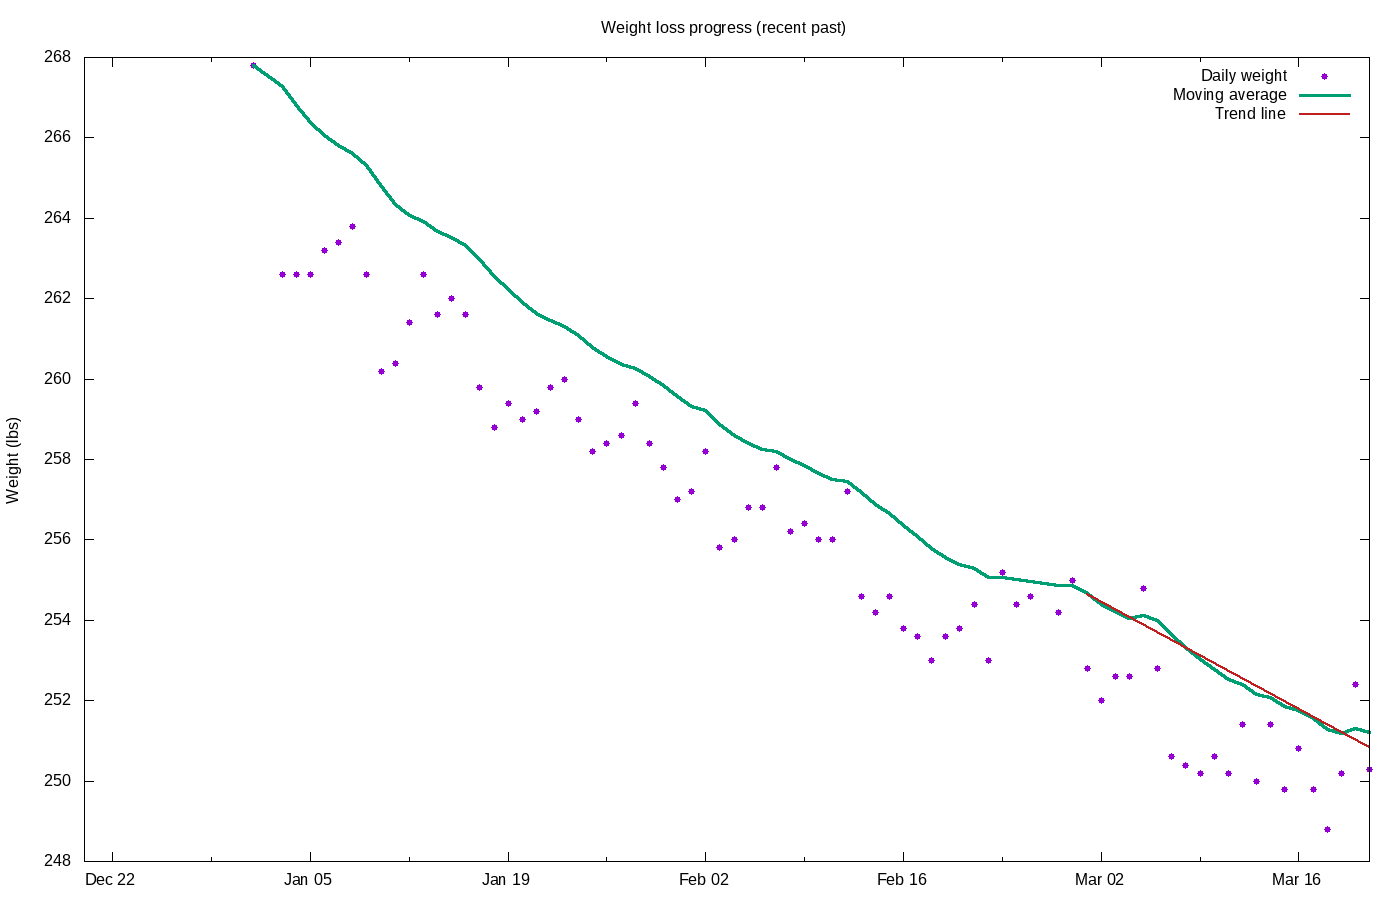 Weight loss progress (recent past)
268
266
264
262
260
258
256
254
252
250
248
Weight (lbs)
Daily weight
Moving average
Trend line
Dec 22
Jan 05
Jan 19
Feb 02
Feb 16
Mar 02
Mar 16